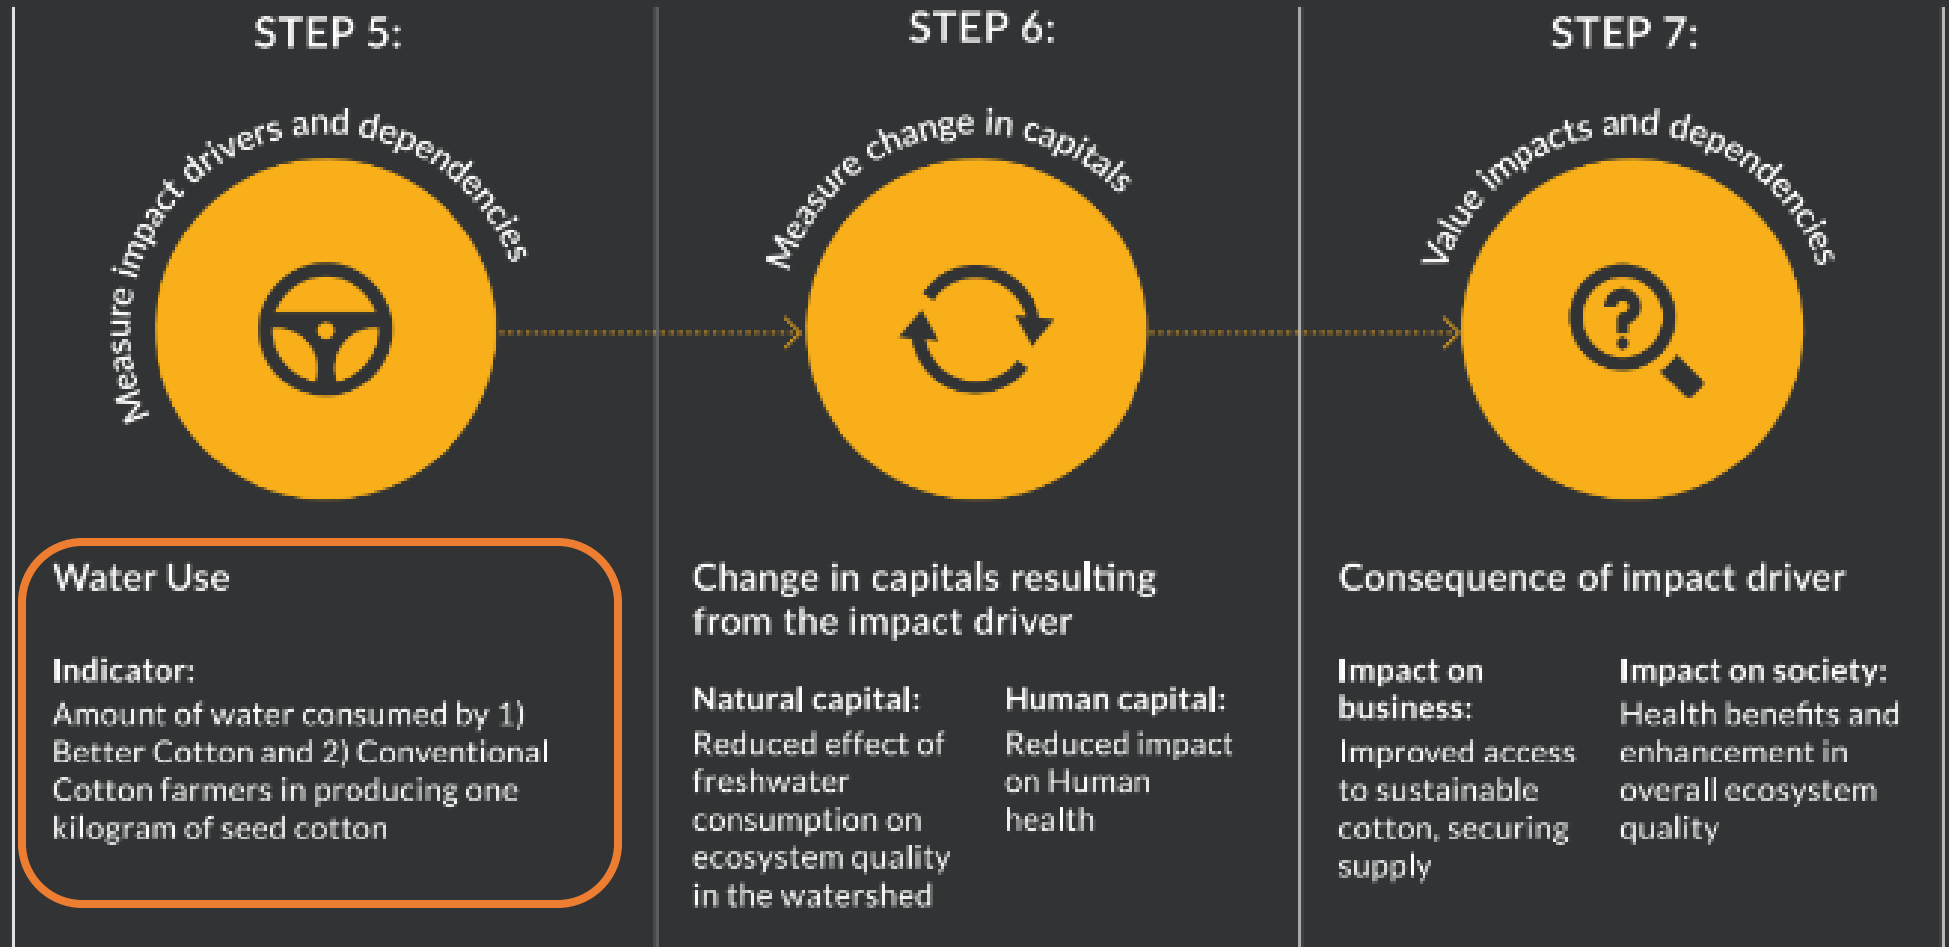 STEP 5:
Measure impact drivers and dependencies
Water Use
Indicator:
Amount of water consumed by 1)
Better Cotton and 2) Conventional
Cotton farmers in producing one
kilogram of seed cotton
STEP 6:
Measure change in capitals
Change in capitals resulting
from the impact driver
Natural capital:
Reduced effect of
freshwater
consumption on
ecosystem quality
in the watershed
Human capital:
Reduced impact
on Human
health
STEP 7:
Value impacts and dependencies
?
Consequence of impact driver
Impact on
business:
Improved access
to sustainable
cotton, securing
supply
Impact on society:
Health benefits and
enhancement in
overall ecosystem
quality